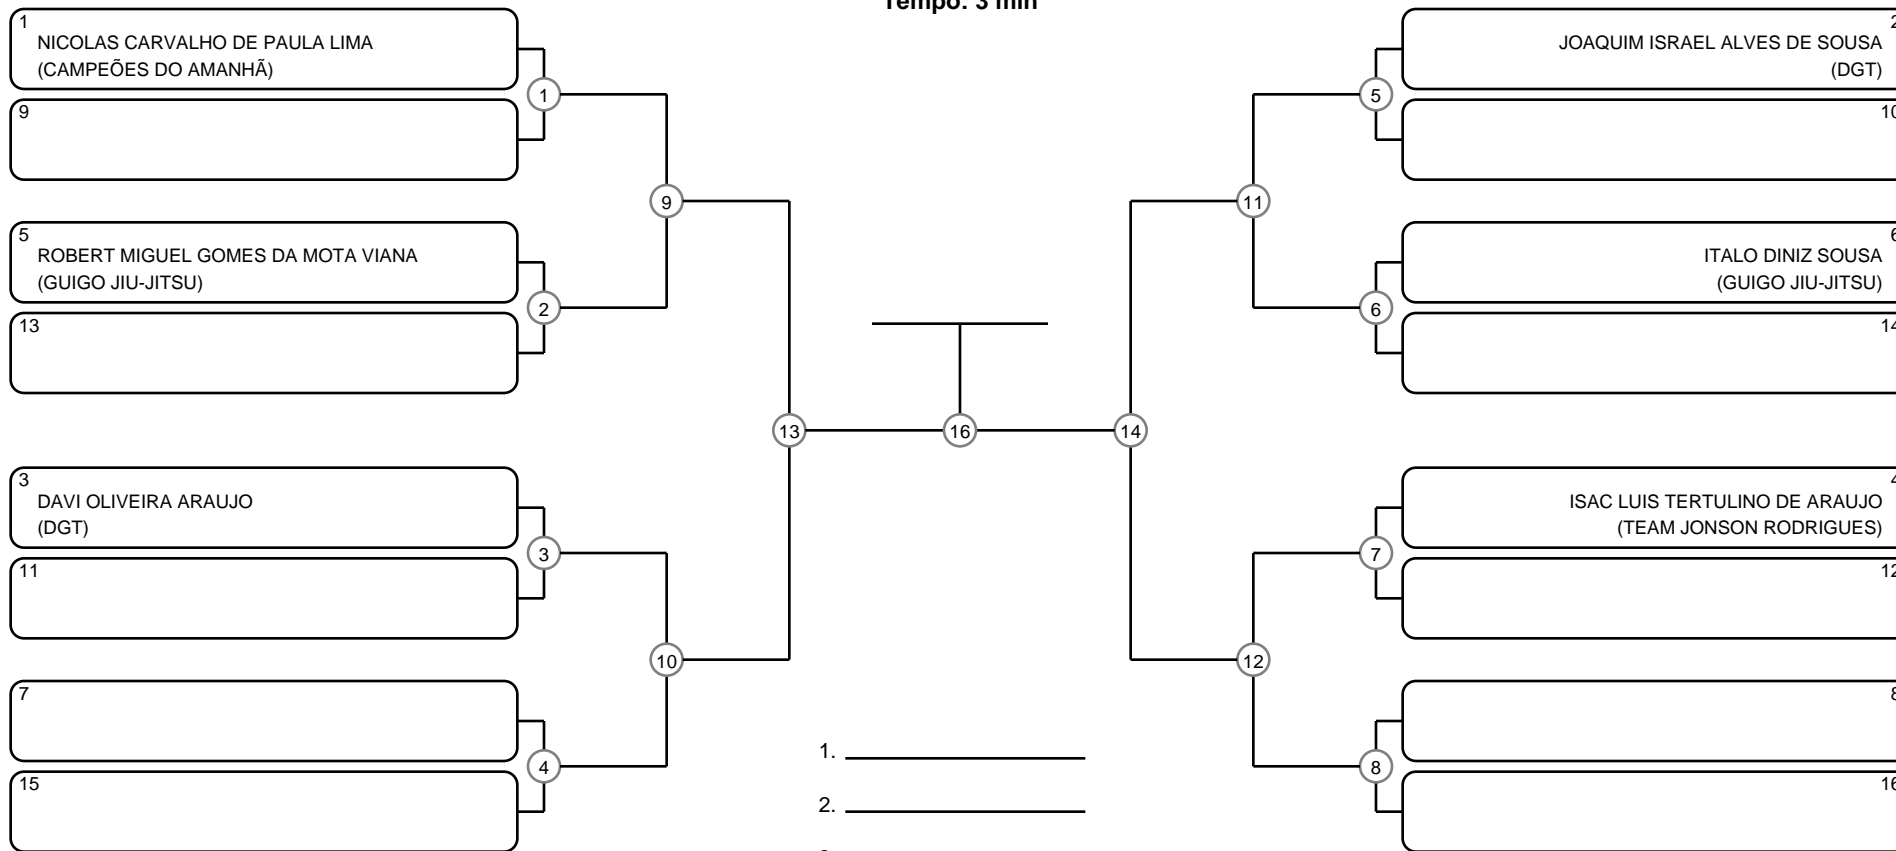 Tempo: 3 min
1
NICOLAS CARVALHO DE PAULA LIMA
(CAMPEÕES DO AMANHÃ)
9
5
ROBERT MIGUEL GOMES DA MOTA VIANA
(GUIGO JIU-JITSU)
13
3
DAVI OLIVEIRA ARAUJO
(DGT)
11
7
15
1
2
3
4
9
10
13
16
14
11
12
5
6
7
8
2
JOAQUIM ISRAEL ALVES DE SOUSA
(DGT)
10
6
ITALO DINIZ SOUSA
(GUIGO JIU-JITSU)
14
4
ISAC LUIS TERTULINO DE ARAUJO
(TEAM JONSON RODRIGUES)
12
8
16
1.
2.